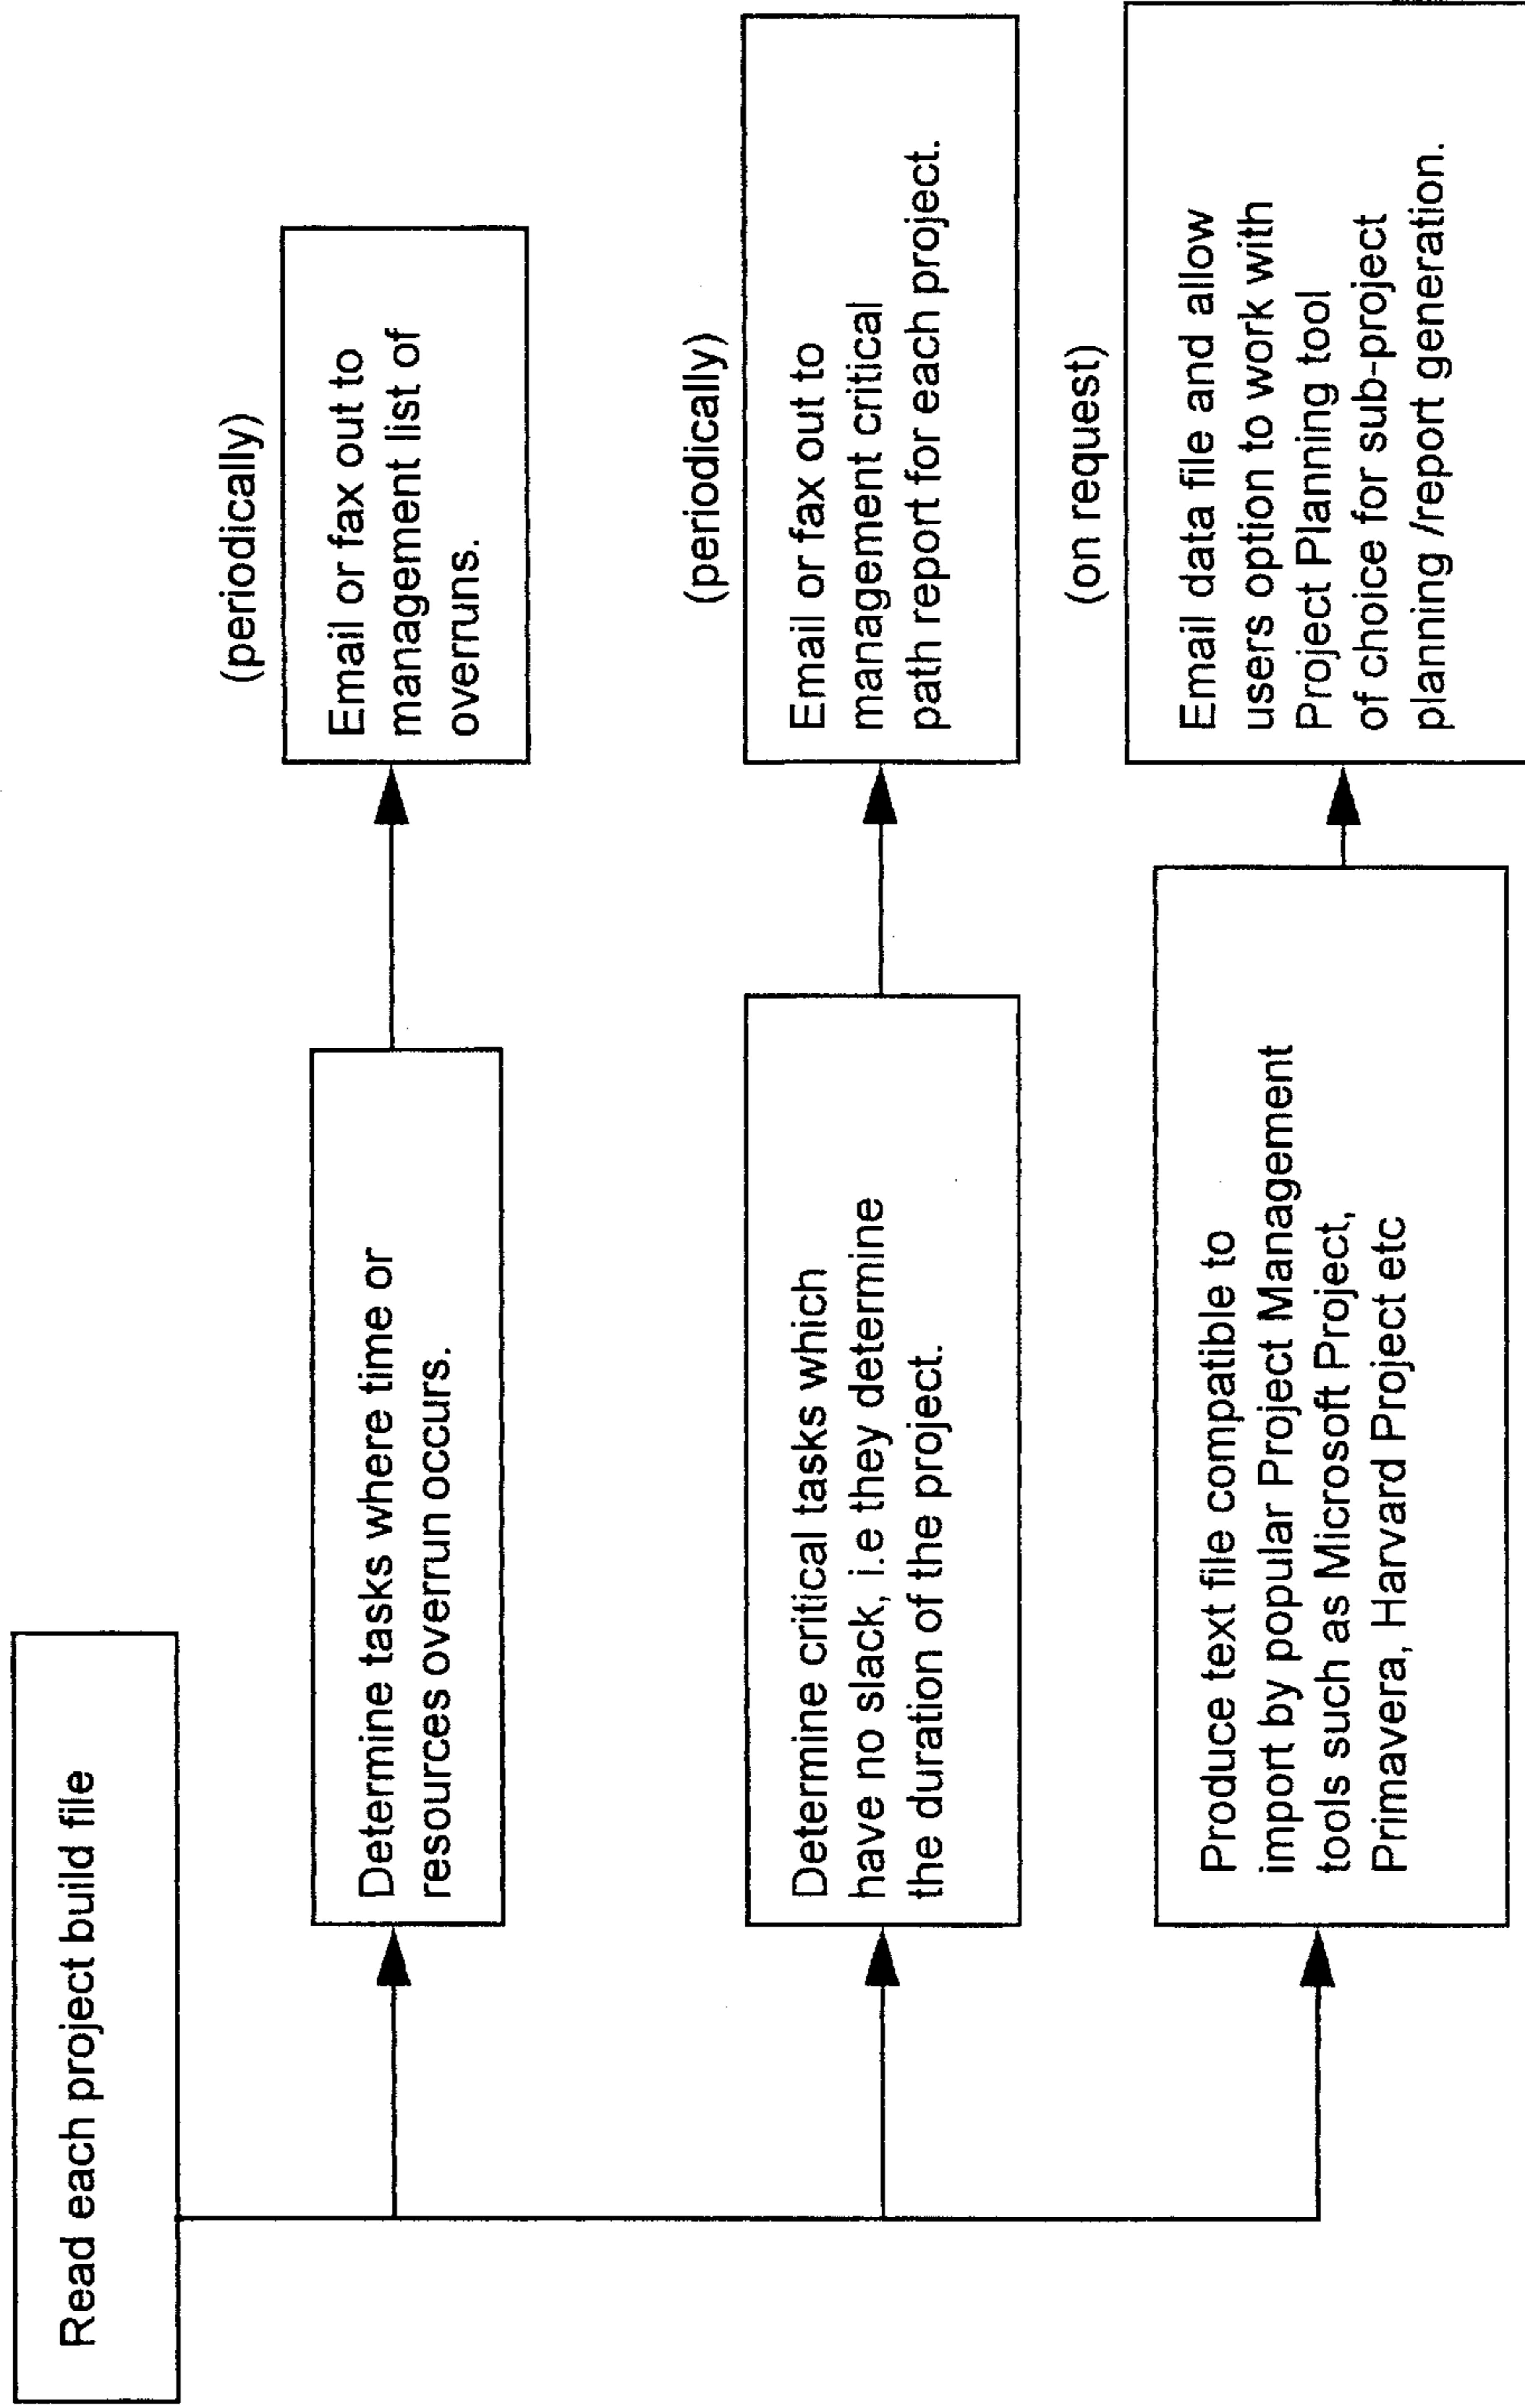 Read each project build file
Determine tasks where time or
resources overrun occurs.
(periodically)
Email or fax out to
management list of
overruns.
Determine critical tasks which
have no slack, i.e they determine
the duration of the project.
(periodically)
Email or fax out to
management critical
path report for each project.
Produce text file compatible to
import by popular Project Management
tools such as Microsoft Project,
Primavera, Harvard Project etc
(on request)
Email data file and allow
users option to work with
Project Planning tool
of choice for sub-project
planning /report generation.